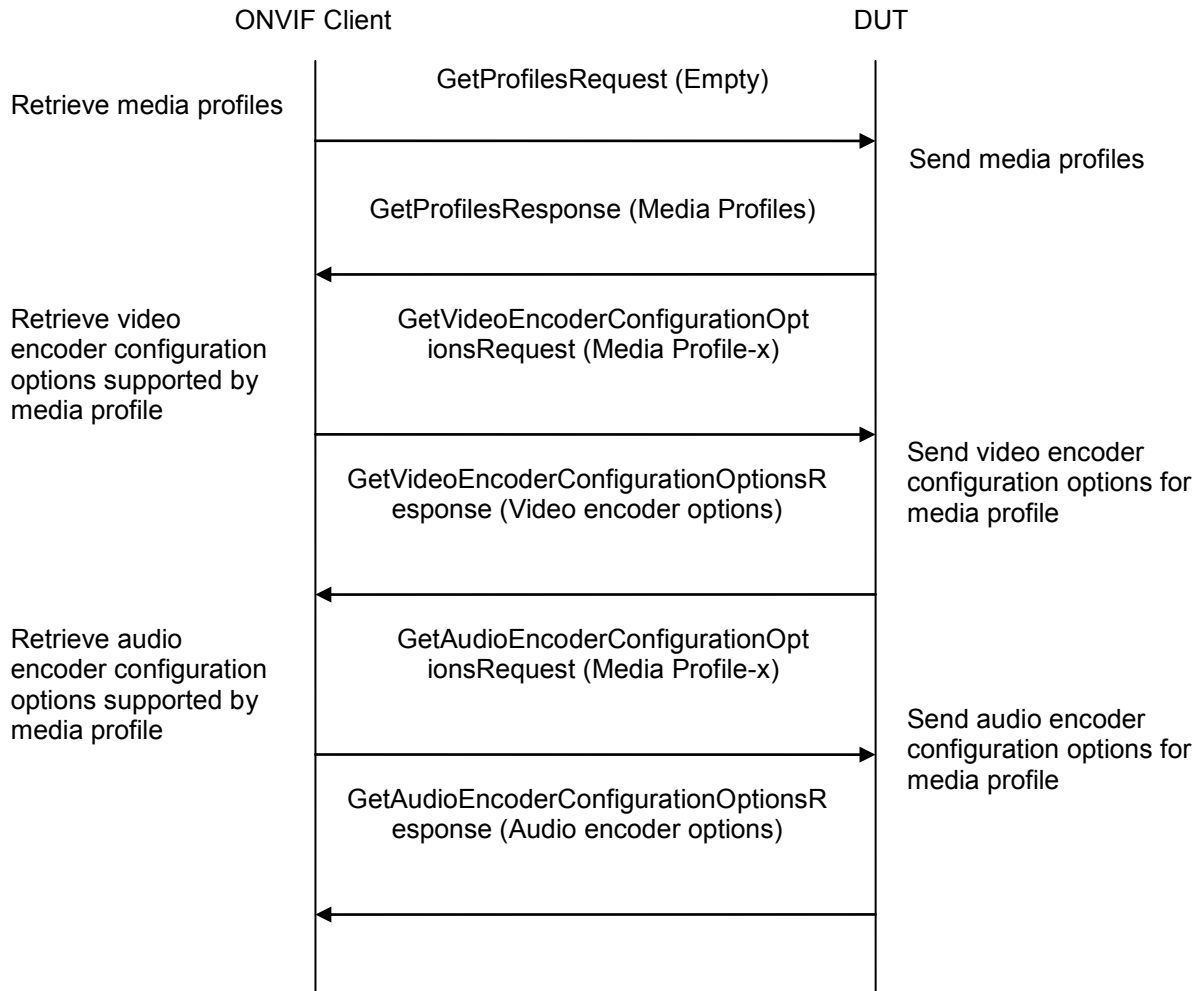 ONVIF Client
DUT
GetProfilesRequest (Empty)
Retrieve media profiles
Send media profiles
GetProfilesResponse (Media Profiles)
Retrieve video
encoder configuration
options supported by
media profile
GetVideoEncoderConfigurationOpt
ionsRequest (Media Profile-x)
Send video encoder
configuration options for
media profile
GetVideoEncoderConfigurationOptionsR
esponse (Video encoder options)
Retrieve audio
encoder configuration
options supported by
media profile
GetAudioEncoderConfigurationOpt
ionsRequest (Media Profile-x)
Send audio encoder
configuration options for
media profile
GetAudioEncoderConfigurationOptionsR
esponse (Audio encoder options)